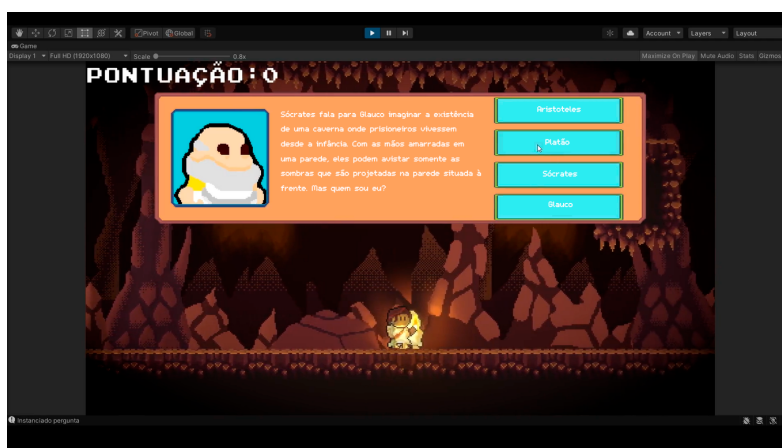 Pivot Global
Account Layers Layout
Game
Display 1 Full HD (1920x1080) Scale 0.8x Maximize On Play Mute Audio Stats Gizmos
PONTUAÇÃO:0
Sócrates fala para Glauco imaginar a existência
de uma caverna onde prisioneiros vivessem
desde a infância. Com as mãos amarradas em
uma parede, eles podem avistar somente as
sombras que são projetadas na parede situada à
frente. Mas quem sou eu?
Aristoteles
Platão
Sócrates
Glauco
Instanciado pergunta